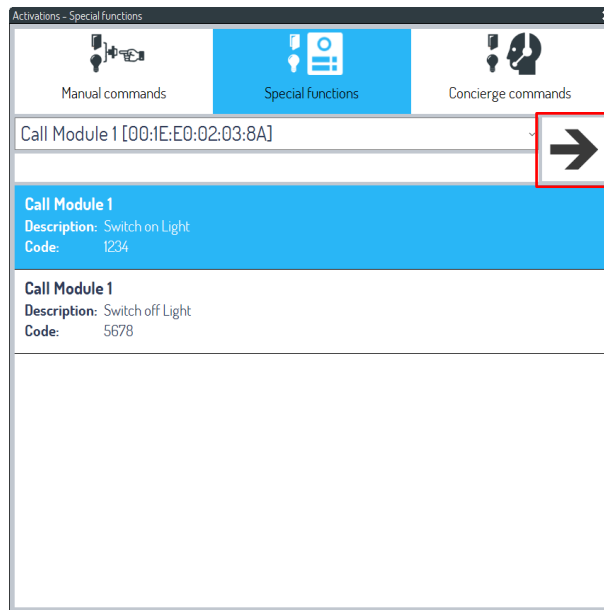 Activations - Special functions
Manual commands
Special functions
Concierge commands
Call Module 1 [00:1E:E0:02:03:8A]
Call Module 1
Description: Switch on Light
Code: 1234
Call Module 1
Description: Switch off Light
Code: 5678